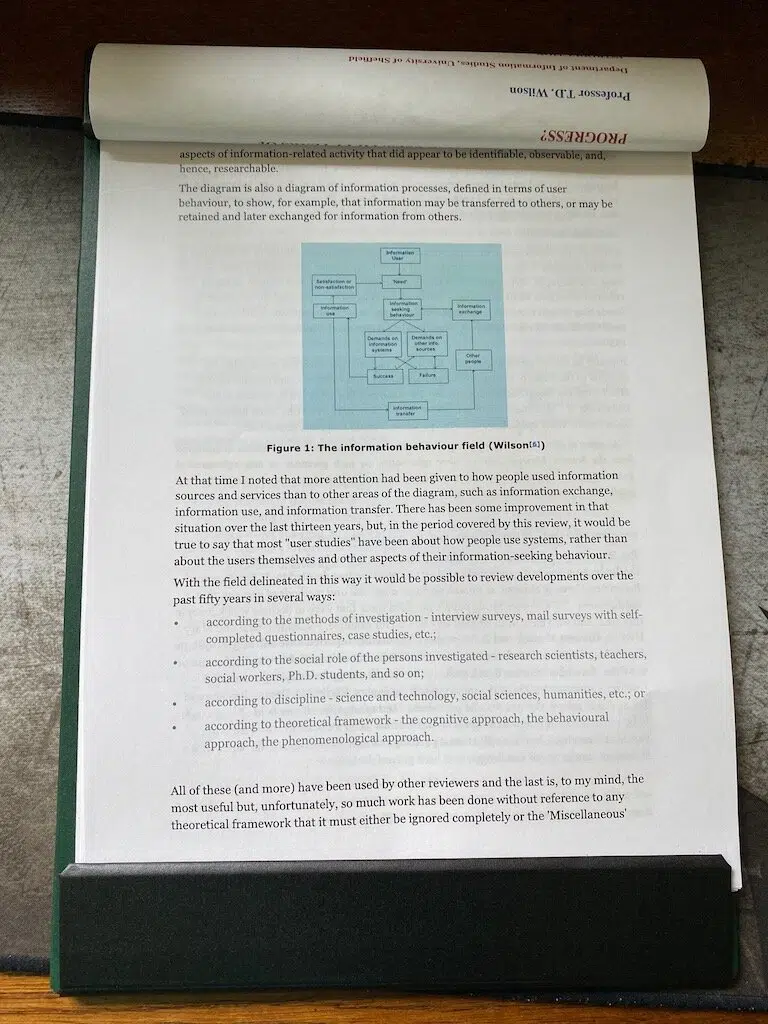 PROGRESS?
Professor T.D. Wilson
Department of Information Studies, University of Sheffield
aspects of information-related activity that did appear to be identifiable, observable, and,
hence, researchable.
The diagram is also a diagram of information processes, defined in terms of user
behaviour, to show, for example, that information may be transferred to others, or may be
retained and later exchanged for information from others.
Information
User
Satisfaction or
non-satisfaction
'Need'
Information
use
Information
seeking
behaviour
Information
exchange
Demands on
information
systems
Demands on
other info.
sources
Other
people
Success
Failure
Information
transfer
Figure 1: The information behaviour field (Wilson[6])
At that time I noted that more attention had been given to how people used information
sources and services than to other areas of the diagram, such as information exchange,
information use, and information transfer. There has been some improvement in that
situation over the last thirteen years, but, in the period covered by this review, it would be
true to say that most "user studies" have been about how people use systems, rather than
about the users themselves and other aspects of their information-seeking behaviour.
With the field delineated in this way it would be possible to review developments over the
past fifty years in several ways:
• according to the methods of investigation - interview surveys, mail surveys with self-
completed questionnaires, case studies, etc.;
• according to the social role of the persons investigated - research scientists, teachers,
social workers, Ph.D. students, and so on;
• according to discipline - science and technology, social sciences, humanities, etc.; or
• according to theoretical framework - the cognitive approach, the behavioural
approach, the phenomenological approach.
All of these (and more) have been used by other reviewers and the last is, to my mind, the
most useful but, unfortunately, so much work has been done without reference to any
theoretical framework that it must either be ignored completely or the 'Miscellaneous'